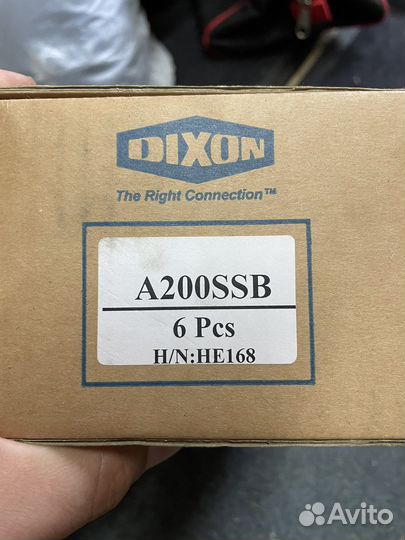 DIXON
The Right Connection™
A200SSB
6 Pcs
H/N:HE168
Avito